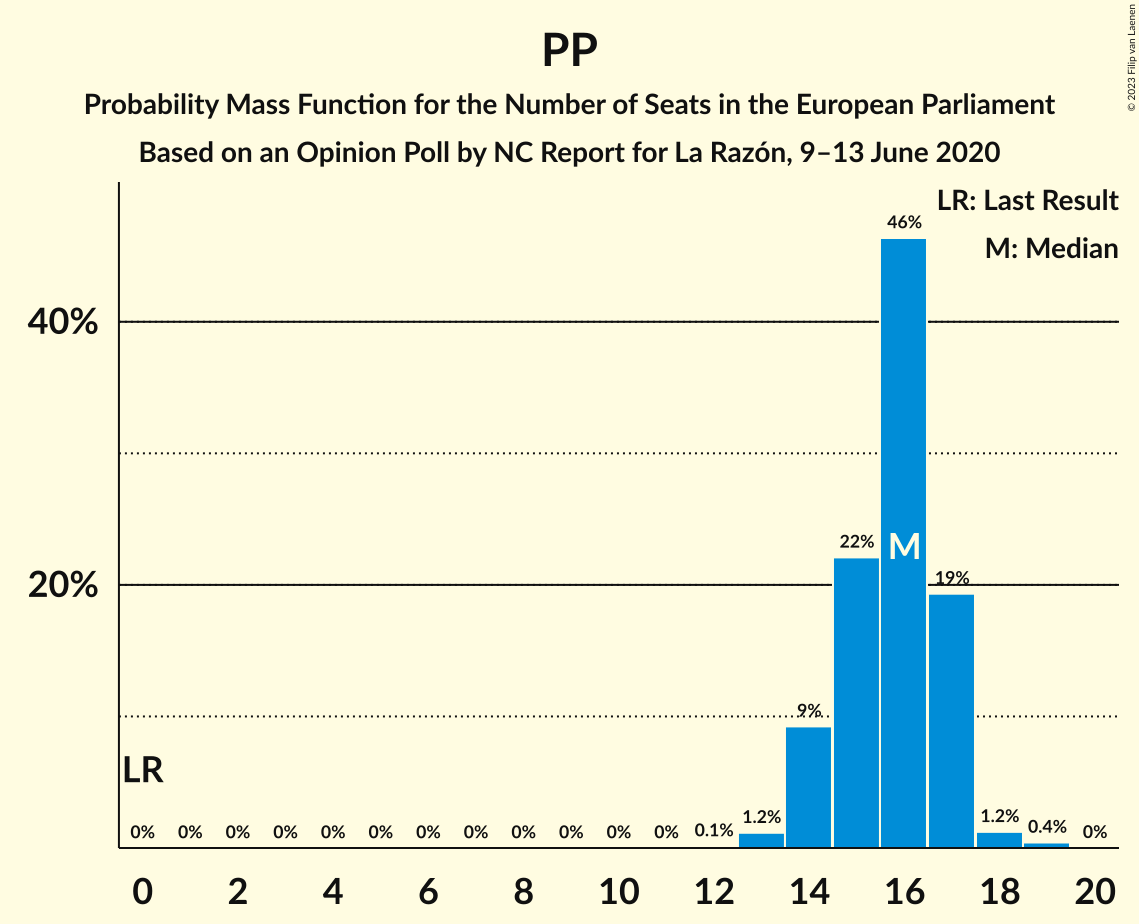 PP
Probability Mass Function for the Number of Seats in the European Parliament
Based on an Opinion Poll by NC Report for La Razón, 9–13 June 2020
© 2023 Filip van Laenen
LR: Last Result
M: Median
46%
40%
22%
M
20%
19%
9%
LR
0% 0% 0% 0% 0% 0% 0% 0% 0% 0% 0% 0% 0.1% 1.2% 1.2% 0.4% 0%
0 2 4 6 8 10 12 14 16 18 20